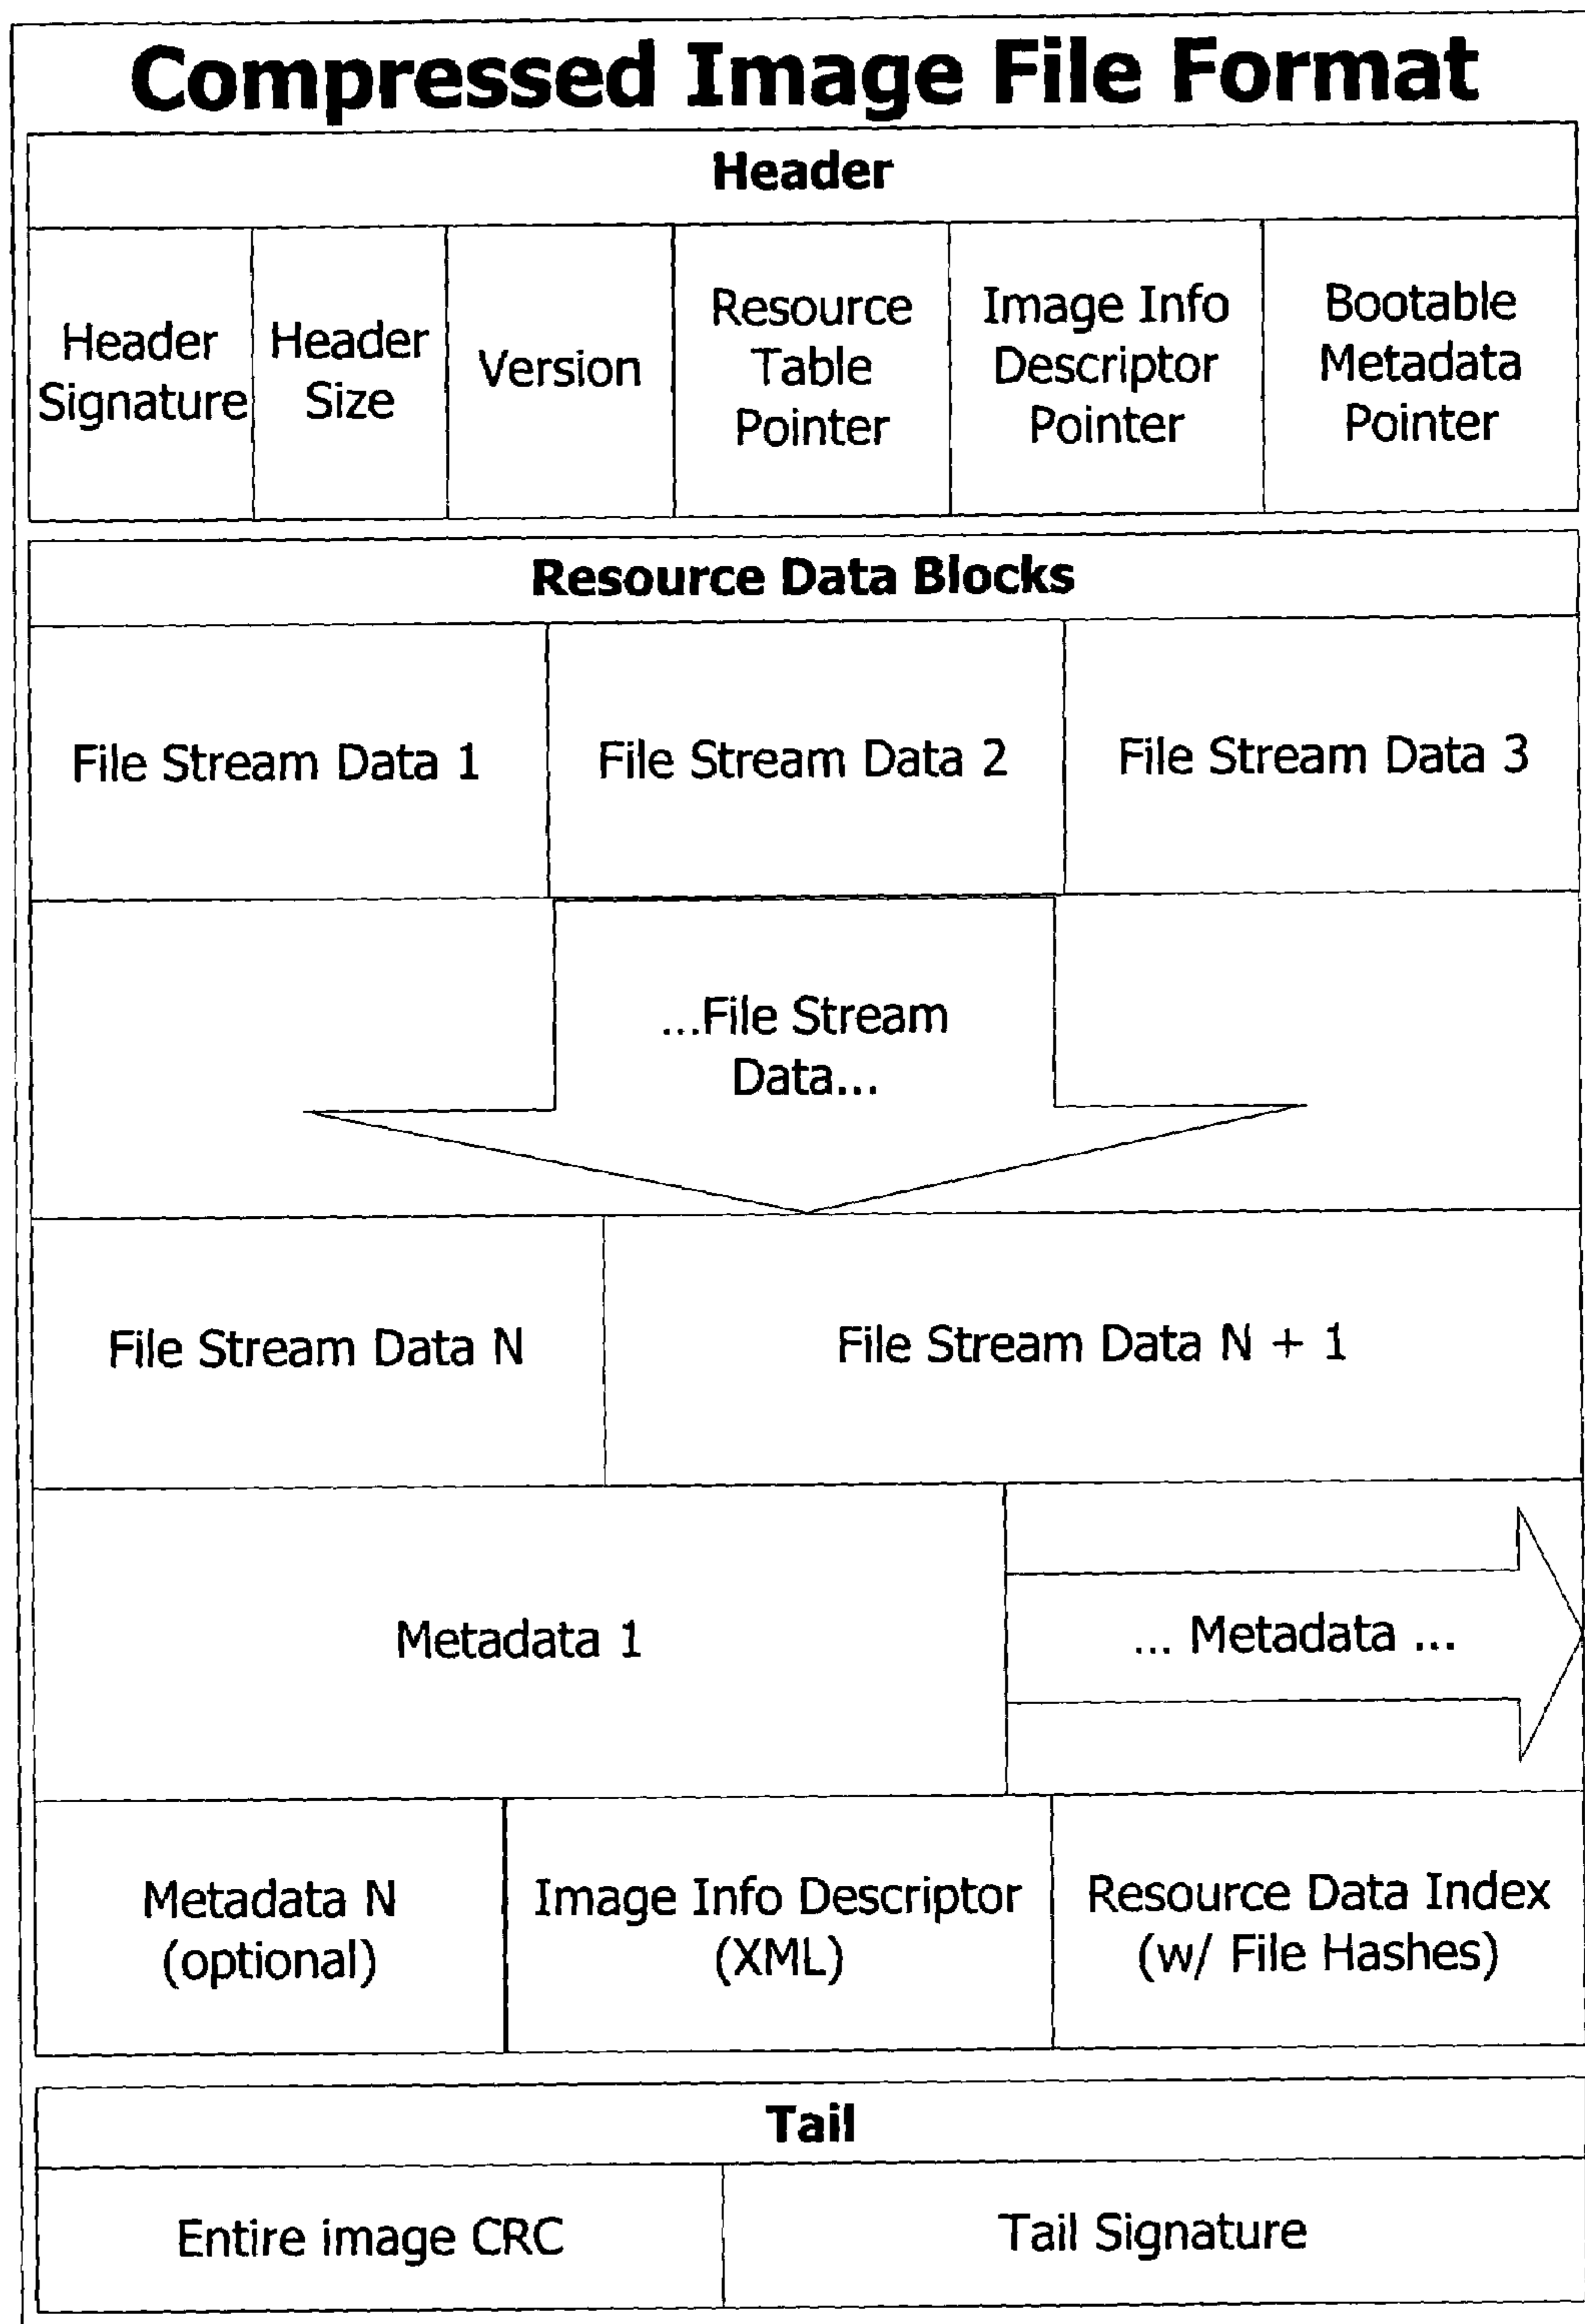 Compressed Image File Format
Header
Header
Signature
Header
Size
Version
Resource
Table
Pointer
Image Info
Descriptor
Pointer
Bootable
Metadata
Pointer
Resource Data Blocks
File Stream Data 1
File Stream Data 2
File Stream Data 3
...File Stream
Data...
File Stream Data N
File Stream Data N + 1
Metadata 1
... Metadata ...
Metadata N
(optional)
Image Info Descriptor
(XML)
Resource Data Index
(w/ File Hashes)
Tail
Entire image CRC
Tail Signature